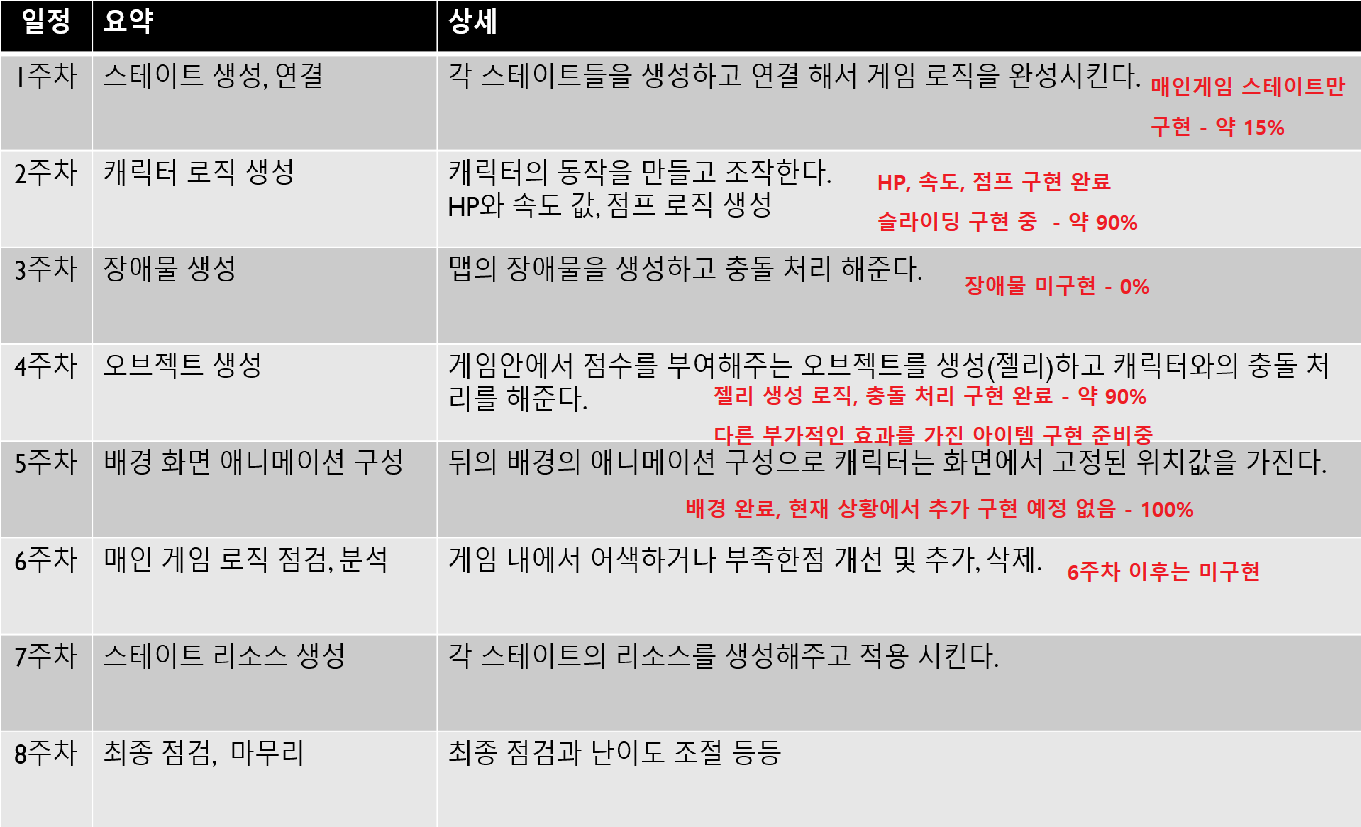 일정 요약 상세
1주차 스테이트 생성, 연결 각 스테이트들을 생성하고 연결 해서 게임 로직을 완성시킨다.
매인게임 스테이트만
구현 - 약 15%
2주차 캐릭터 로직 생성 캐릭터의 동작을 만들고 조작한다.
HP와 속도 값, 점프 로직 생성
HP, 속도, 점프 구현 완료
슬라이딩 구현 중 - 약 90%
3주차 장애물 생성 맵의 장애물을 생성하고 충돌 처리 해준다.
장애물 미구현 - 0%
4주차 오브젝트 생성 게임안에서 점수를 부여해주는 오브젝트를 생성(젤리)하고 캐릭터와의 충돌 처
리를 해준다.
젤리 생성 로직, 충돌 처리 구현 완료 - 약 90%
다른 부가적인 효과를 가진 아이템 구현 준비중
5주차 배경 화면 애니메이션 구성 뒤의 배경의 애니메이션 구성으로 캐릭터는 화면에서 고정된 위치값을 가진다.
배경 완료, 현재 상황에서 추가 구현 예정 없음 - 100%
6주차 매인 게임 로직 점검, 분석 게임 내에서 어색하거나 부족한점 개선 및 추가, 삭제.
6주차 이후는 미구현
7주차 스테이트 리소스 생성 각 스테이트의 리소스를 생성해주고 적용 시킨다.
8주차 최종 점검, 마무리 최종 점검과 난이도 조절 등등